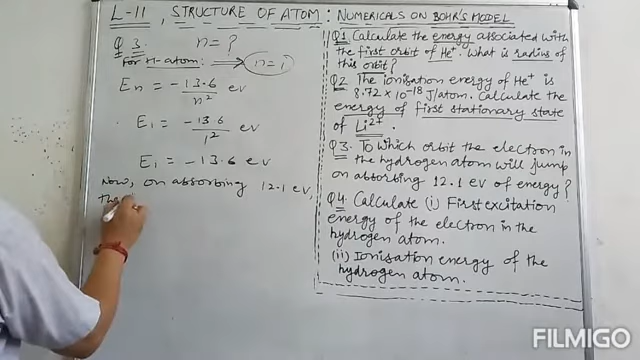 L-11, STRUCTURE OF ATOM: NUMERICALS ON BOHR'S MODEL
Q 3. n=?
For H-atom: ⟹ n=1
En = -13.6/n² ev
E1 = -13.6/1² ev
E1 = -13.6 ev
Now, on absorbing 12.1 ev,
the
Q1 Calculate the energy associated with
the first orbit of He+. What is radius of
this orbit?
Q2 The ionisation energy of He+ is
8.72 × 10⁻¹⁸ J/atom. Calculate the
energy of first stationary state
of Li²⁺.
Q3. To which orbit the electron in
the hydrogen atom will jump
on absorbing 12.1 eV of energy?
Q4. Calculate (i) First excitation
energy of the electron in the
hydrogen atom.
(ii) Ionisation energy of the
hydrogen atom.
FILMIGO